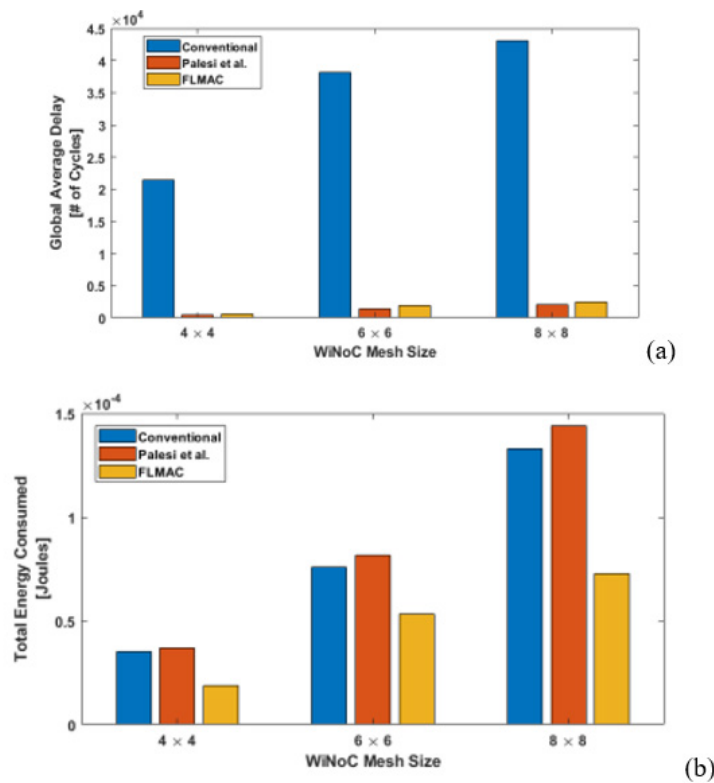 ×10^4
4.5
4
3.5
3
2.5
2
1.5
1
0.5
0
Global Average Delay
[# of Cycles]
Conventional
Palesi et al.
FLMAC
4 × 4
6 × 6
8 × 8
WiNoC Mesh Size
(a)
×10^-4
1.5
1
0.5
0
Total Energy Consumed
[Joules]
Conventional
Palesi et al.
FLMAC
4 × 4
6 × 6
8 × 8
WiNoC Mesh Size
(b)